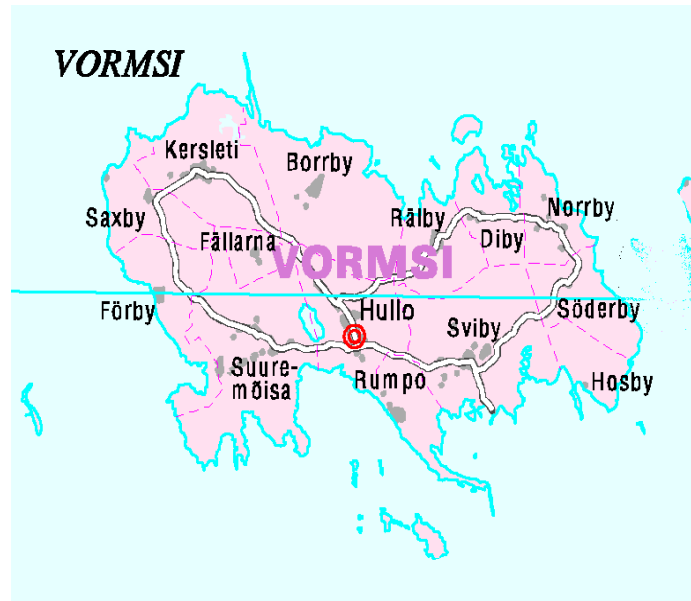 VORMSI
Kersleti
Borrby
Saxby
Rälby
Norrby
Fällarna
Diby
VORMSI
Förby
Hullo
Söderby
Sviby
Suure-
mõisa
Rumpo
Hosby